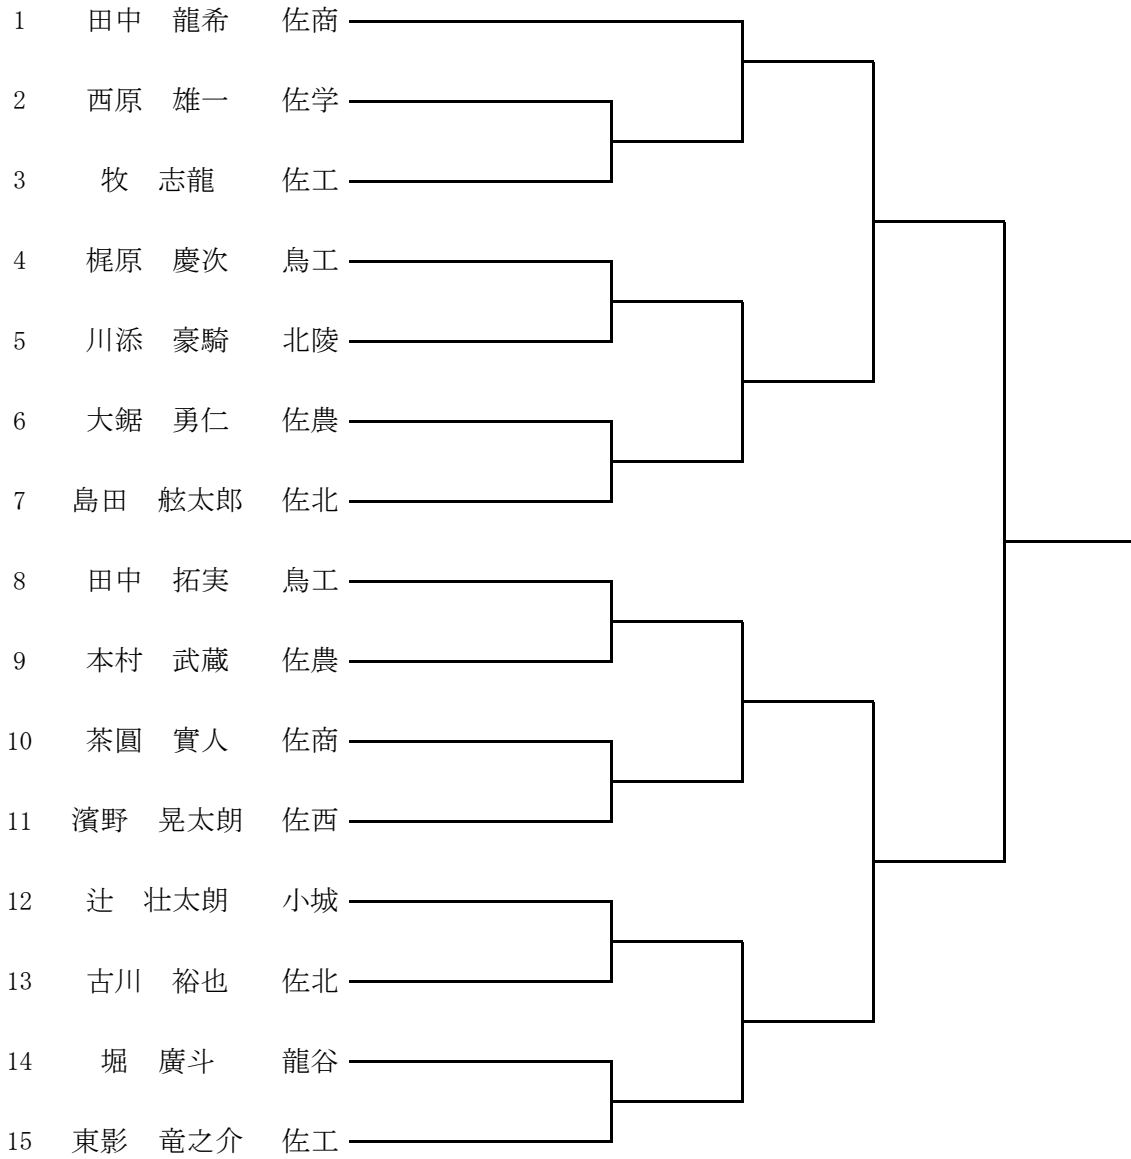 1 田中 龍希 佐商
2 西原 雄一 佐学
3 牧 志龍 佐工
4 梶原 慶次 鳥工
5 川添 豪騎 北陵
6 大鋸 勇仁 佐農
7 島田 舷太郎 佐北
8 田中 拓実 鳥工
9 本村 武蔵 佐農
10 茶圓 實人 佐商
11 濱野 晃太朗 佐西
12 辻 壮太朗 小城
13 古川 裕也 佐北
14 堀 廣斗 龍谷
15 東影 竜之介 佐工